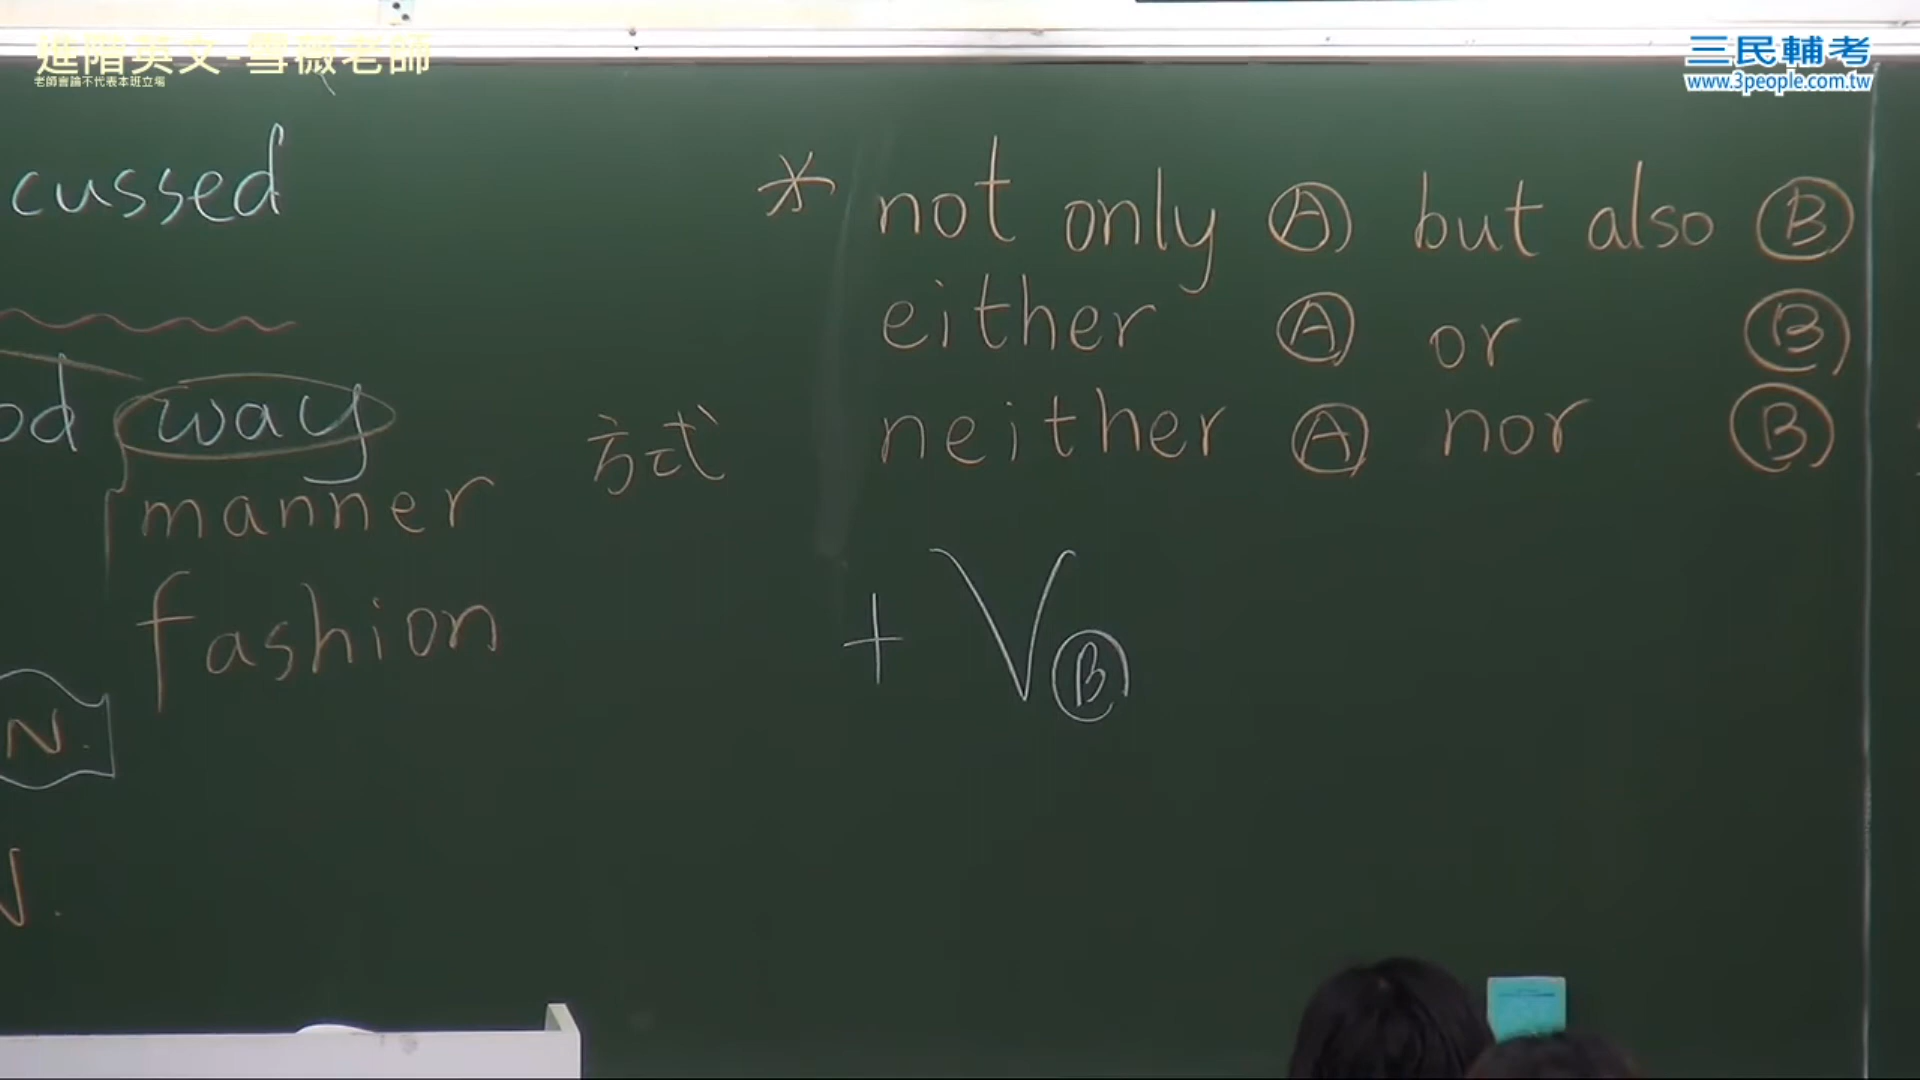 進階英文-雪薇老師
老師言論不代表本班立場
三民輔考
www.3people.com.tw
cussed
way
manner
fashion
方式
N.
V.
* not only Ⓐ but also Ⓑ
either Ⓐ or Ⓑ
neither Ⓐ nor Ⓑ
+ VⒷ